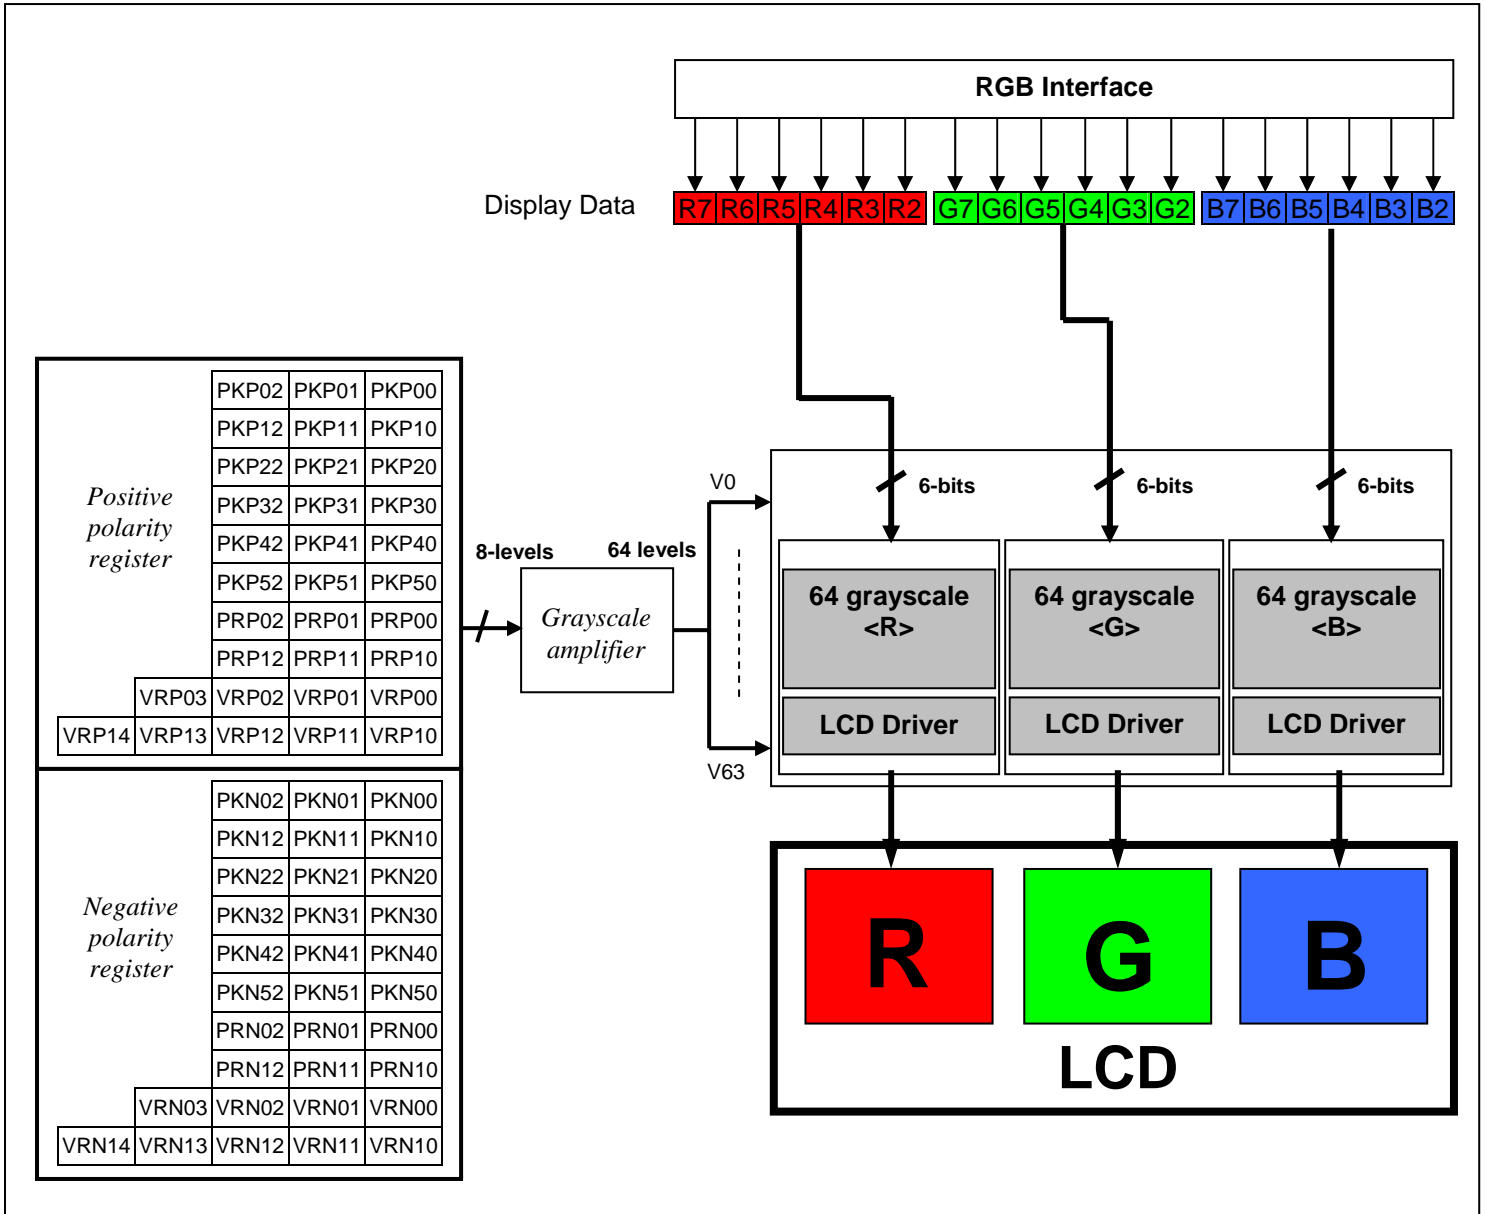 RGB Interface
Display Data
R7 R6 R5 R4 R3 R2 G7 G6 G5 G4 G3 G2 B7 B6 B5 B4 B3 B2
Positive
polarity
register
PKP02 PKP01 PKP00
PKP12 PKP11 PKP10
PKP22 PKP21 PKP20
PKP32 PKP31 PKP30
PKP42 PKP41 PKP40
PKP52 PKP51 PKP50
PRP02 PRP01 PRP00
PRP12 PRP11 PRP10
VRP03 VRP02 VRP01 VRP00
VRP14 VRP13 VRP12 VRP11 VRP10
Negative
polarity
register
PKN02 PKN01 PKN00
PKN12 PKN11 PKN10
PKN22 PKN21 PKN20
PKN32 PKN31 PKN30
PKN42 PKN41 PKN40
PKN52 PKN51 PKN50
PRN02 PRN01 PRN00
PRN12 PRN11 PRN10
VRN03 VRN02 VRN01 VRN00
VRN14 VRN13 VRN12 VRN11 VRN10
8-levels
Grayscale
amplifier
64 levels
V0
V63
6-bits 6-bits 6-bits
64 grayscale
<R>
64 grayscale
<G>
64 grayscale
<B>
LCD Driver LCD Driver LCD Driver
R G B
LCD